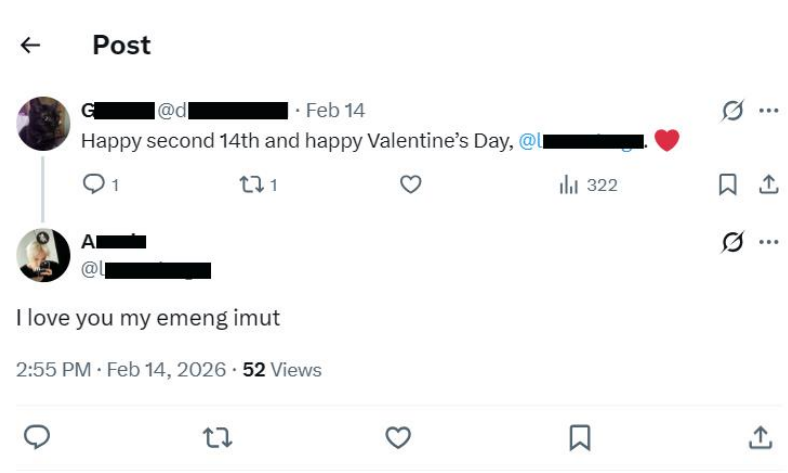 Post
G @d · Feb 14
Happy second 14th and happy Valentine's Day, @l . ❤️
1 1 322
A
@l
I love you my emeng imut
2:55 PM · Feb 14, 2026 · 52 Views